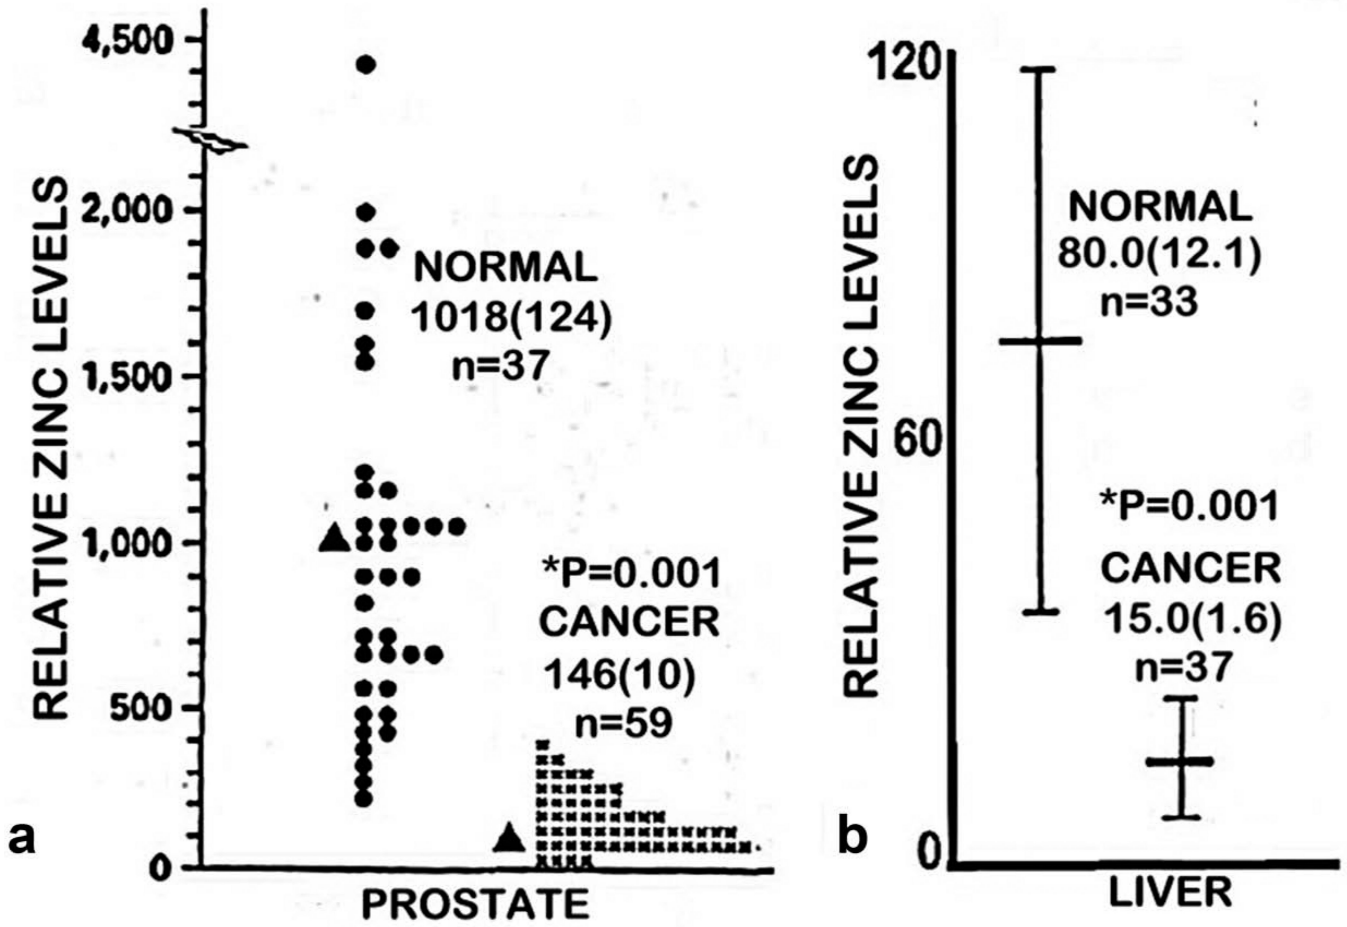 RELATIVE ZINC LEVELS
4,500
2,000
1,500
1,000
500
0
NORMAL
1018(124)
n=37
*P=0.001
CANCER
146(10)
n=59
PROSTATE
a
RELATIVE ZINC LEVELS
120
60
0
NORMAL
80.0(12.1)
n=33
*P=0.001
CANCER
15.0(1.6)
n=37
LIVER
b